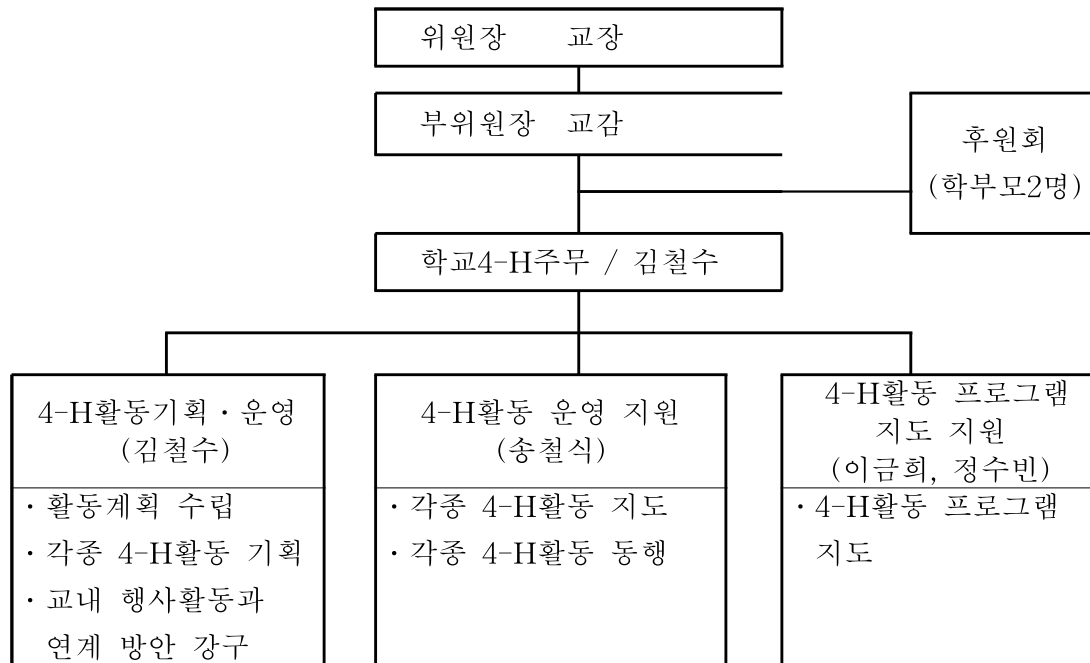 위원장 교장
부위원장 교감
후원회
(학부모2명)
학교4-H주무 / 김철수
4-H활동기획·운영
(김철수)
·활동계획 수립
·각종 4-H활동 기획
·교내 행사활동과
연계 방안 강구
4-H활동 운영 지원
(송철식)
·각종 4-H활동 지도
·각종 4-H활동 동행
4-H활동 프로그램
지도 지원
(이금희, 정수빈)
·4-H활동 프로그램
지도